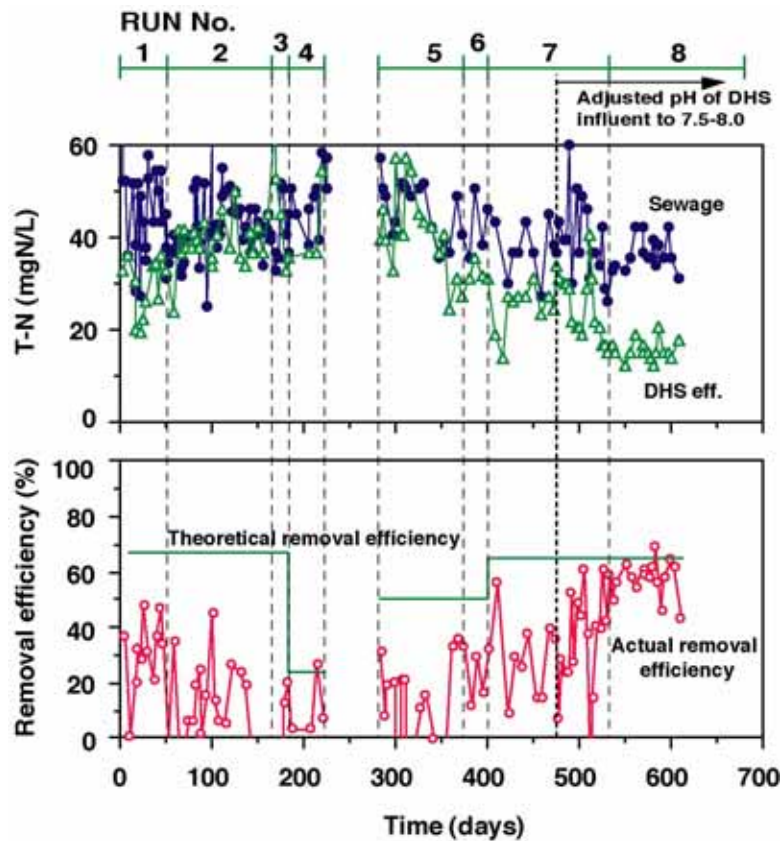 RUN No.
1 2 3 4 5 6 7 8
Adjusted pH of DHS
influent to 7.5-8.0
60
40
20
0
T-N (mgN/L)
Sewage
DHS eff.
100
80
60
40
20
0
Removal efficiency (%)
Theoretical removal efficiency
Actual removal
efficiency
0 100 200 300 400 500 600 700
Time (days)